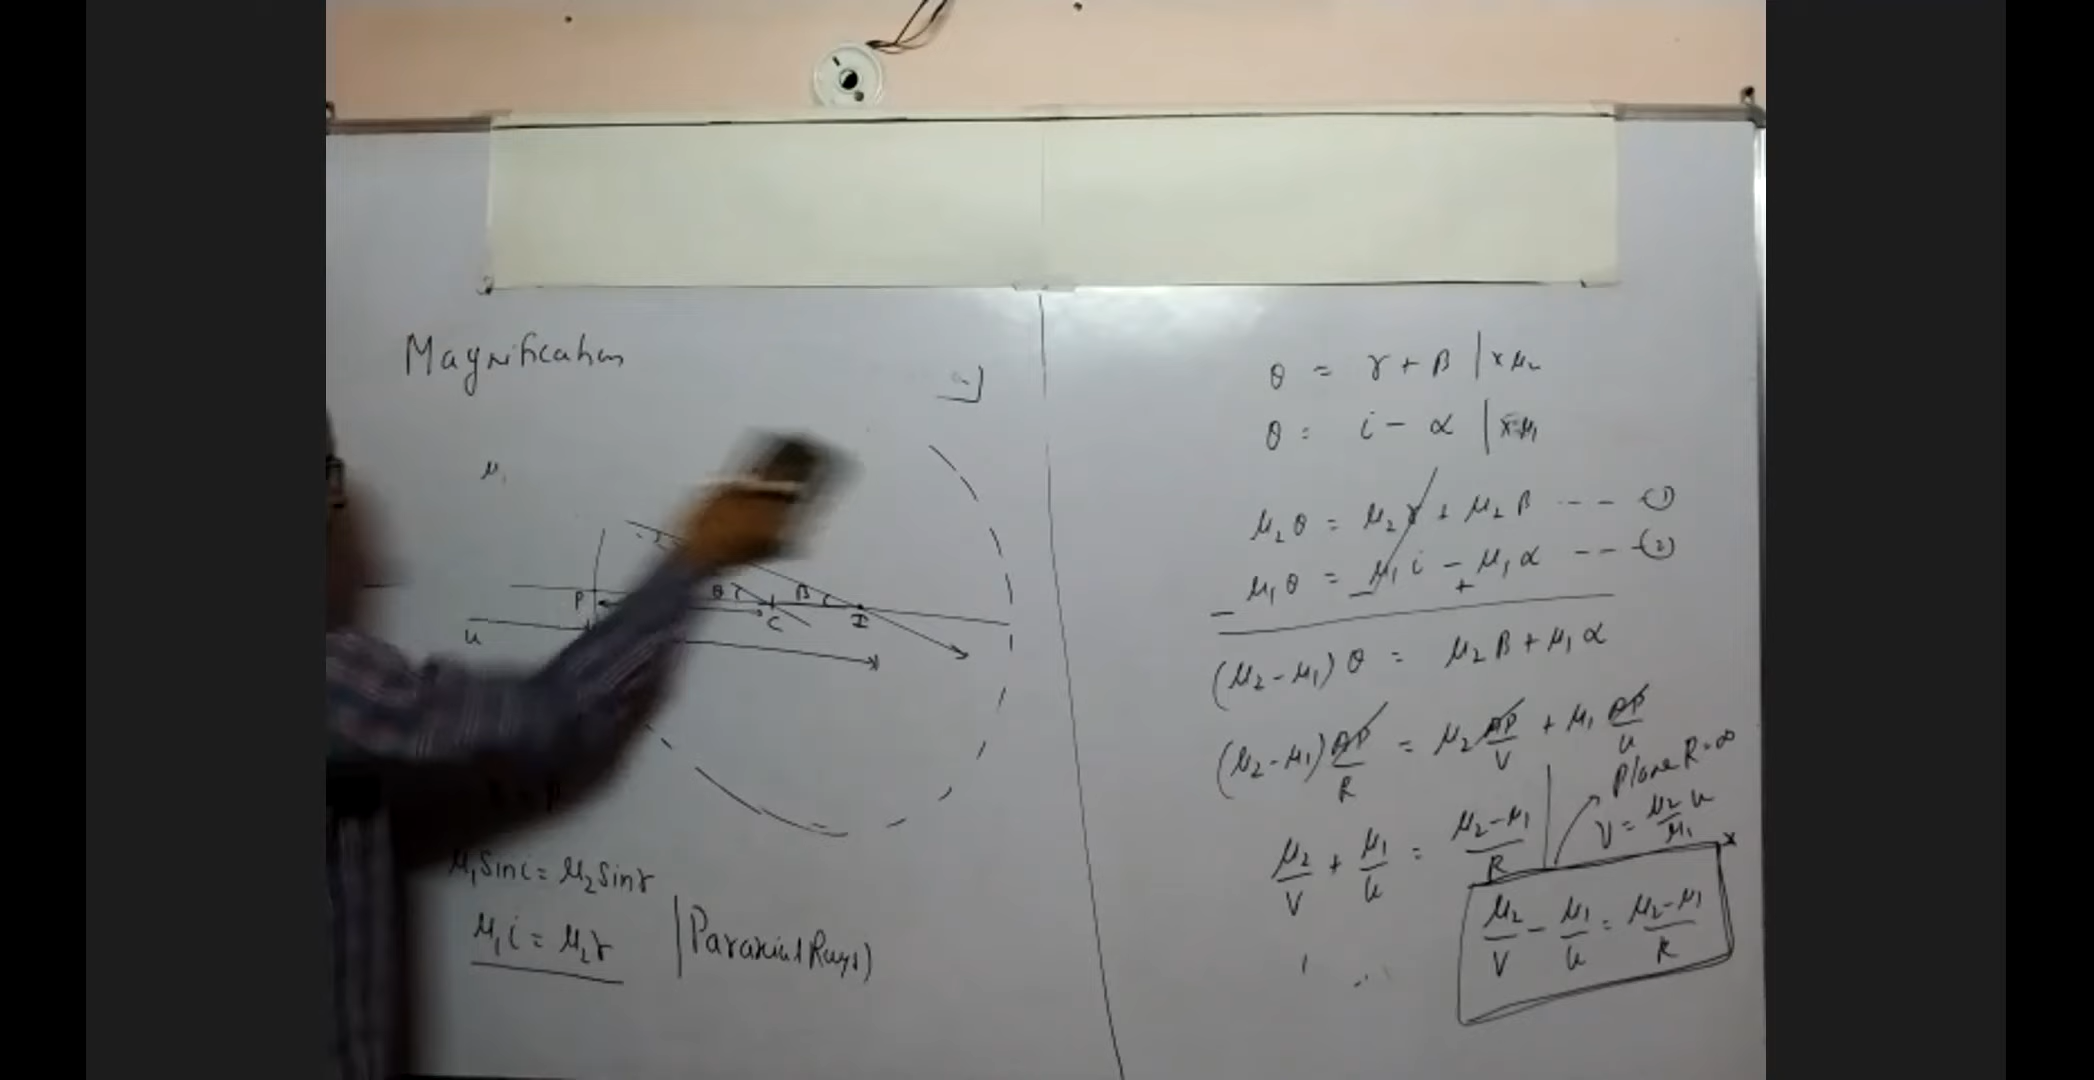 Magnification
μ₁
P
θ r
β
C
I
u
μ₁ sin i = μ₂ sin r
μ₁ i = μ₂ r | Paraxial Rays)
θ = r + β | × μ₂
θ = i - α | × μ₁
μ₂ θ = μ₂ r + μ₂ β --- (1)
μ₁ θ = μ₁ i - μ₁ α --- (2)
- - +
(μ₂ - μ₁) θ = μ₂ β + μ₁ α
(μ₂ - μ₁) AP/R = μ₂ AP/V + μ₁ AP/u
Plane R = ∞
V = μ₂/μ₁ u
μ₂/V + μ₁/u = μ₂ - μ₁/R
μ₂/V - μ₁/u = μ₂ - μ₁/R